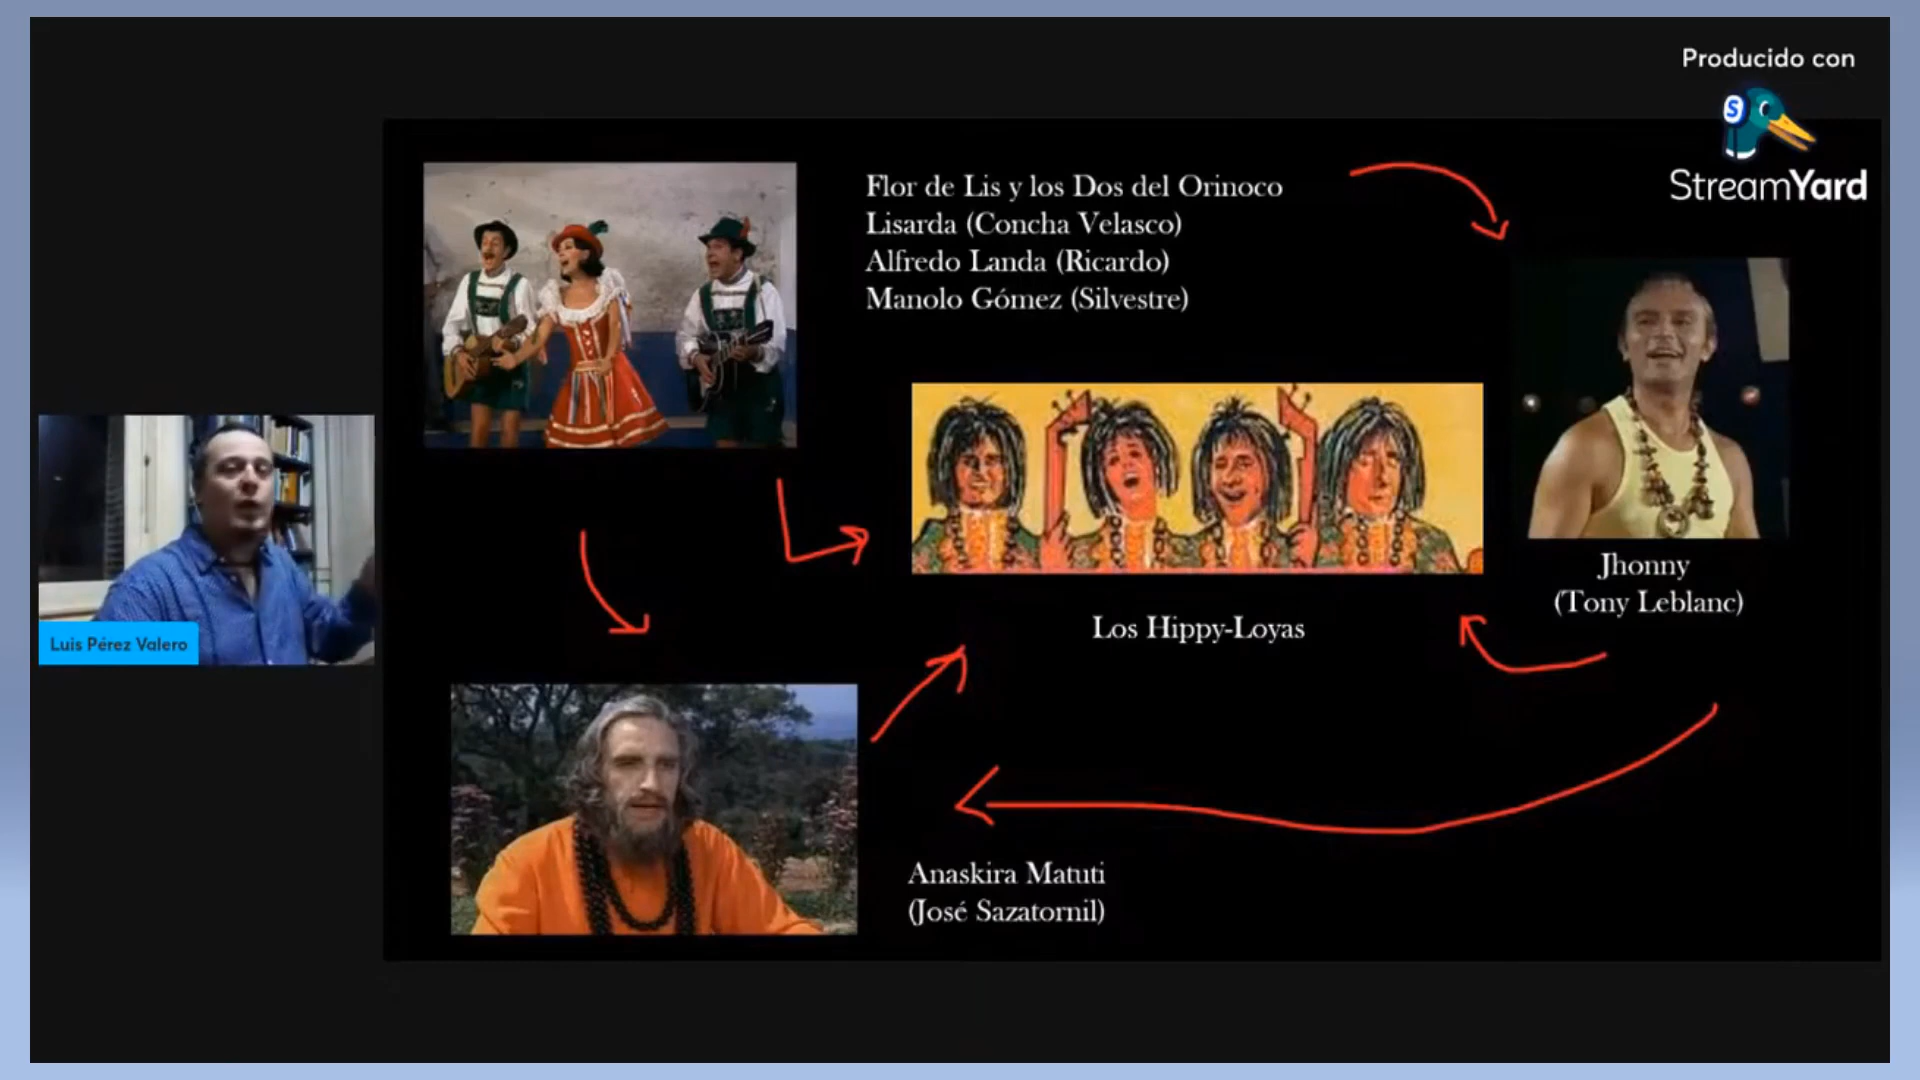 Producido con
S
StreamYard
Flor de Lis y los Dos del Orinoco
Lisarda (Concha Velasco)
Alfredo Landa (Ricardo)
Manolo Gómez (Silvestre)
Jhonny
(Tony Leblanc)
Los Hippy-Loyas
Luis Pérez Valero
Anaskira Matuti
(José Sazatornil)